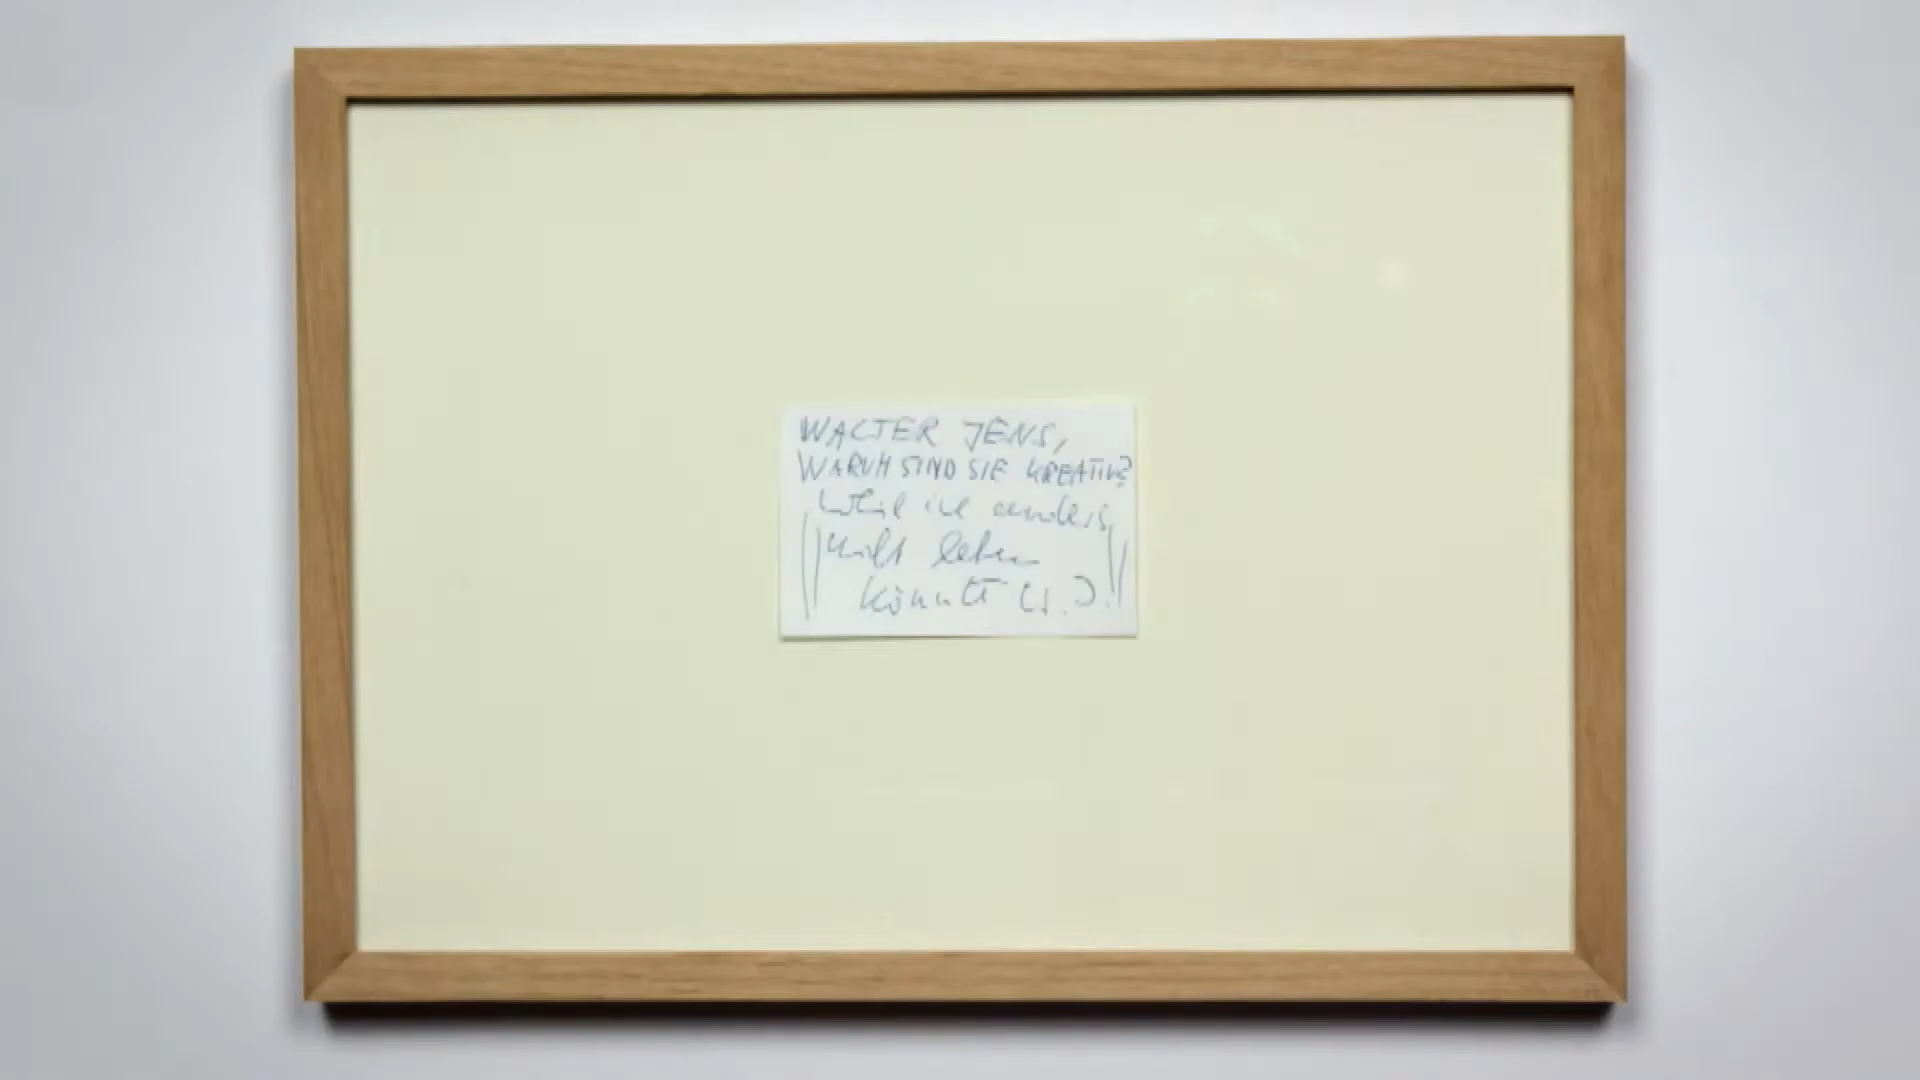 WALTER JENS,
WARUM SIND SIE KREATIV?
Weil ich anders
nicht leben
könnte